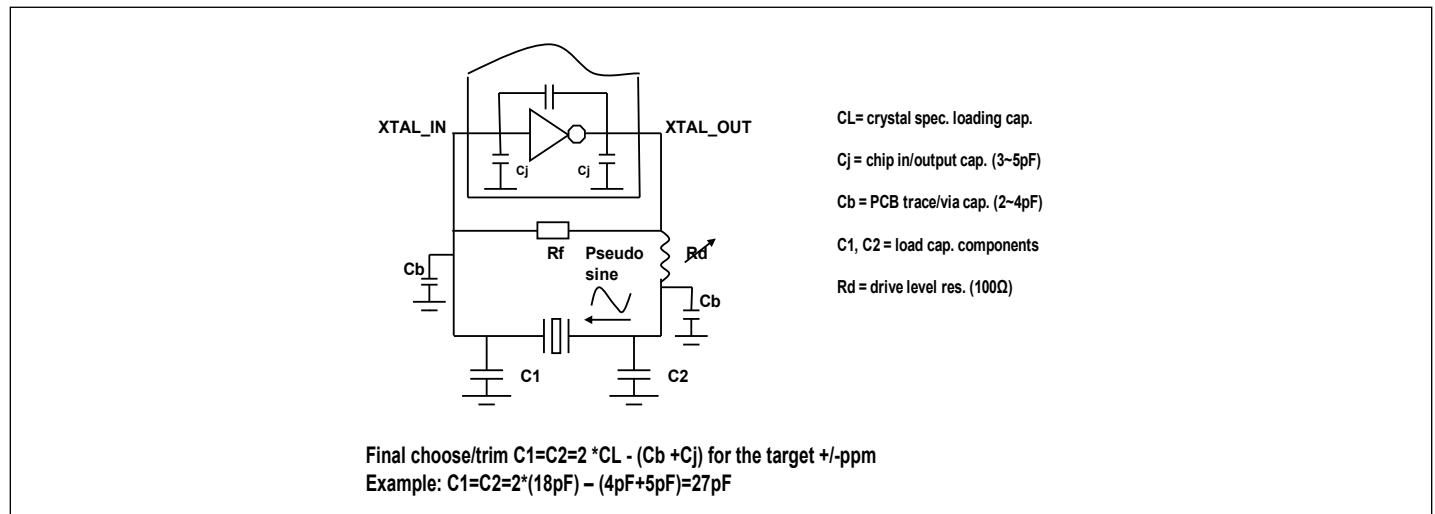 XTAL_IN
XTAL_OUT
Cj
Cj
Rf
Pseudo
sine
Rd
Cb
Cb
C1
C2
CL= crystal spec. loading cap.
Cj = chip in/output cap. (3~5pF)
Cb = PCB trace/via cap. (2~4pF)
C1, C2 = load cap. components
Rd = drive level res. (100Ω)
Final choose/trim C1=C2=2 *CL - (Cb +Cj) for the target +/-ppm
Example: C1=C2=2*(18pF) – (4pF+5pF)=27pF